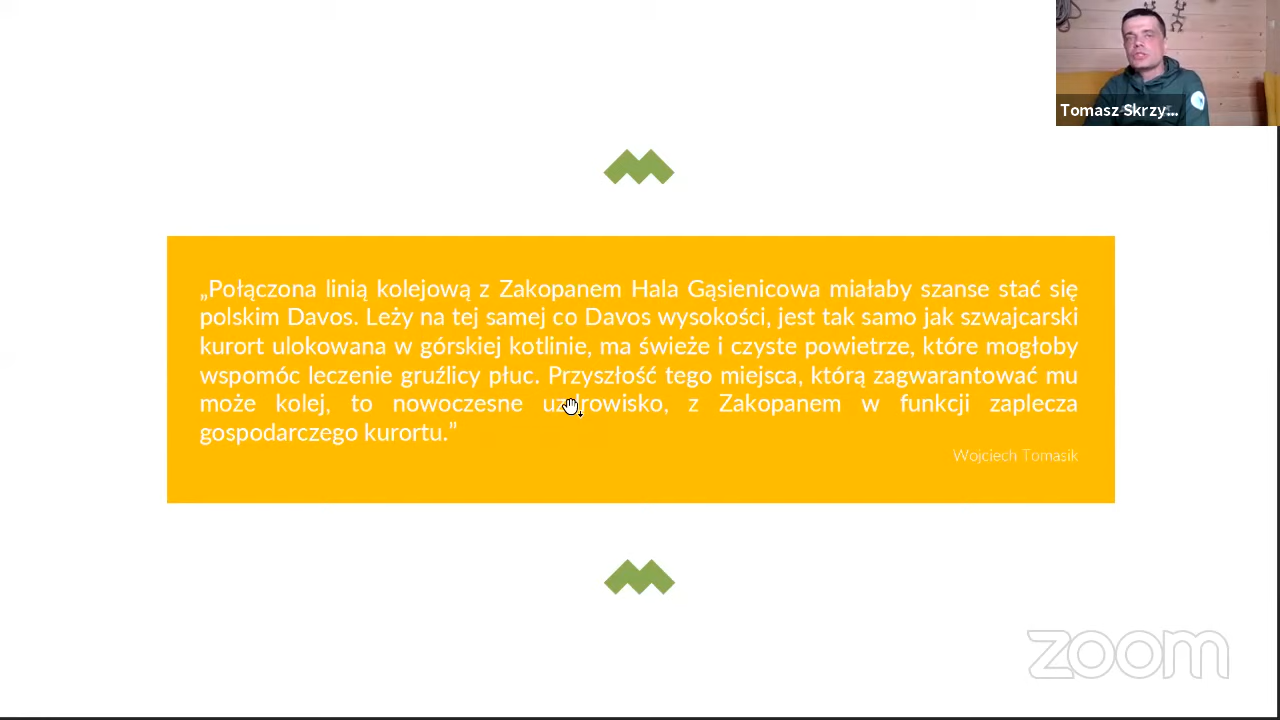 Tomasz Skrzy...
„Połączona linią kolejową z Zakopanem Hala Gąsienicowa miałaby szanse stać się
polskim Davos. Leży na tej samej co Davos wysokości, jest tak samo jak szwajcarski
kurort ulokowana w górskiej kotlinie, ma świeże i czyste powietrze, które mogłoby
wspomóc leczenie gruźlicy płuc. Przyszłość tego miejsca, którą zagwarantować mu
może kolej, to nowoczesne uzdrowisko, z Zakopanem w funkcji zaplecza
gospodarczego kurortu.”
Wojciech Tomasik
zoom